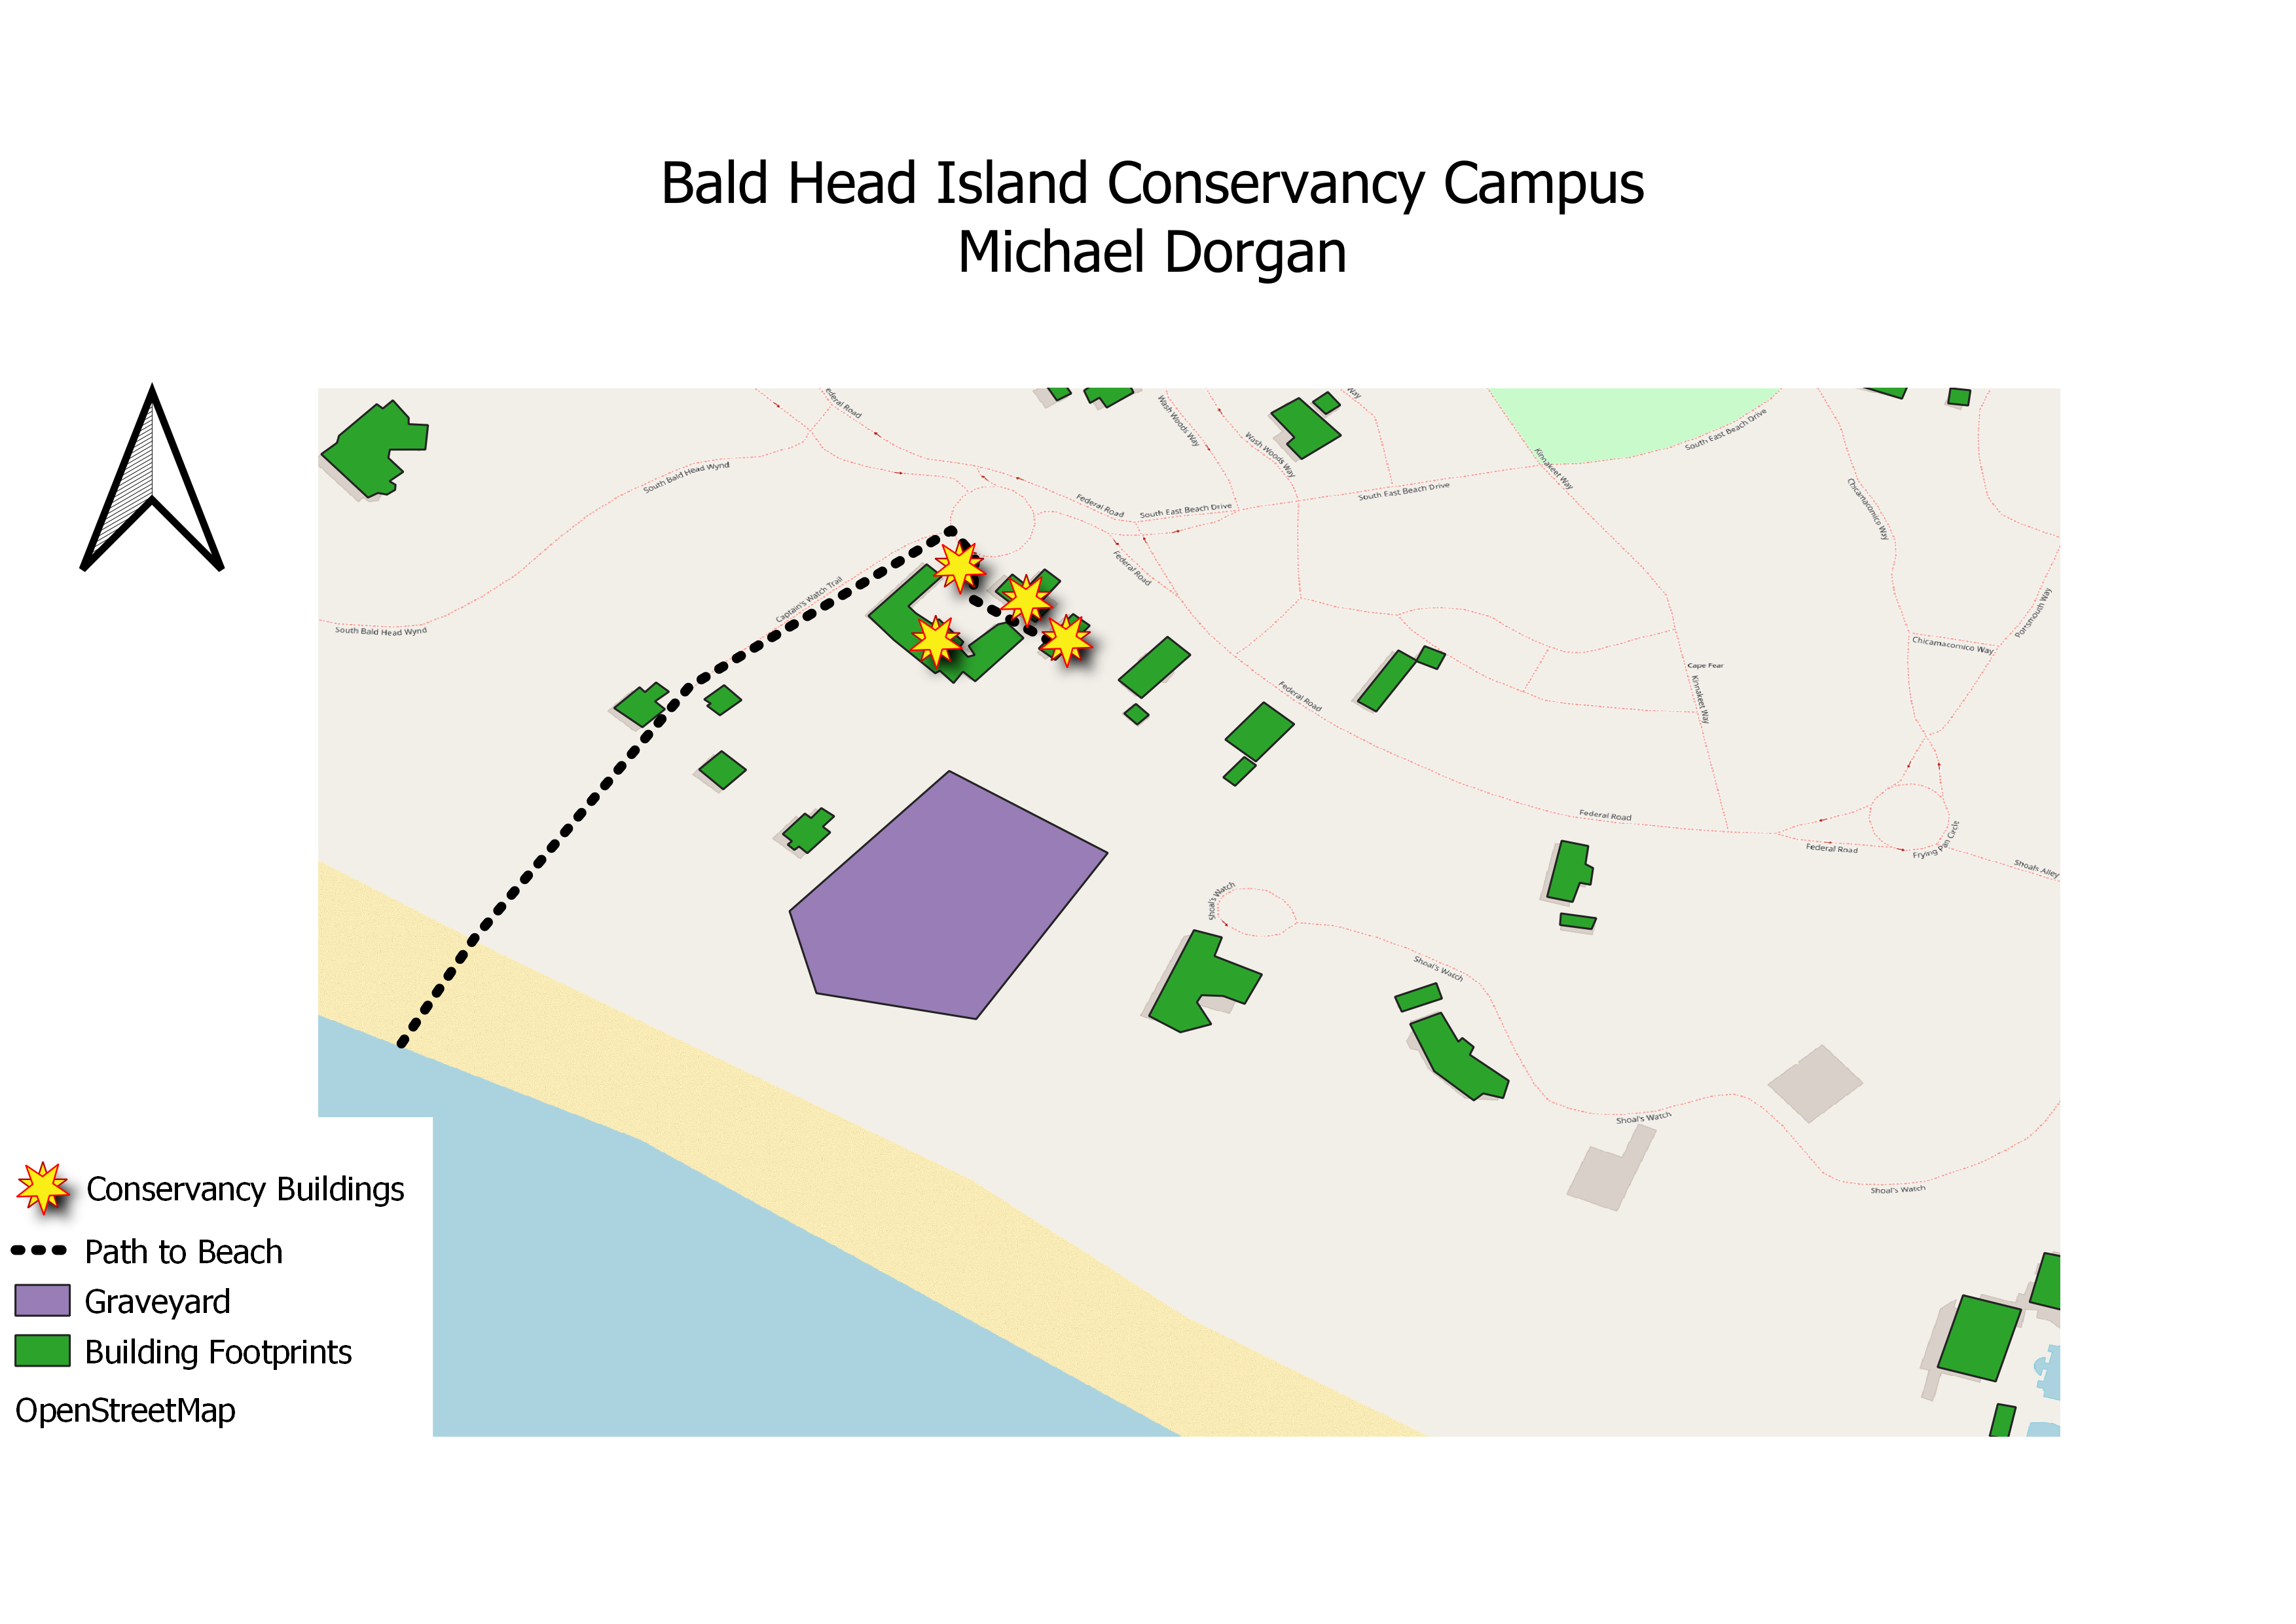 Bald Head Island Conservancy Campus
Michael Dorgan
Federal Road
Way
Wash Woods Way
South East Beach Drive
Wash Woods Way
Kinnakeet Way
South Bald Head Wynd
Chicamacomico Way
South East Beach Drive
Federal Road
South East Beach Drive
Federal Road
Captain's Watch Trail
Portsmouth Way
South Bald Head Wynd
Chicamacomico Way
Cape Fear
Kinnakeet Way
Federal Road
Federal Road
Federal Road
Frying Pan Circle
Shoals Alley
Shoal's Watch
Shoal's Watch
Shoal's Watch
Shoal's Watch
Conservancy Buildings
Path to Beach
Graveyard
Building Footprints
OpenStreetMap